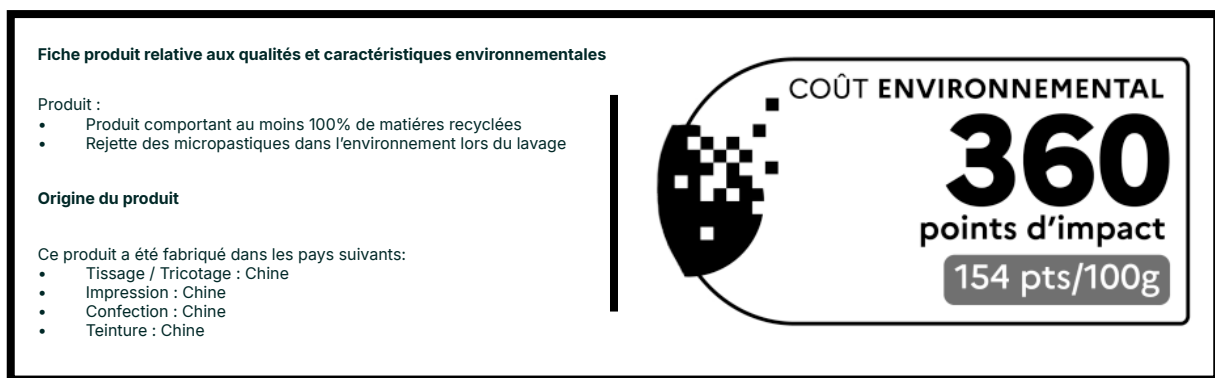 Fiche produit relative aux qualités et caractéristiques environnementales
Produit :
• Produit comportant au moins 100% de matiéres recyclées
• Rejette des micropastiques dans l'environnement lors du lavage
Origine du produit
Ce produit a été fabriqué dans les pays suivants:
• Tissage / Tricotage : Chine
• Impression : Chine
• Confection : Chine
• Teinture : Chine
COÛT ENVIRONNEMENTAL
360
points d'impact
154 pts/100g